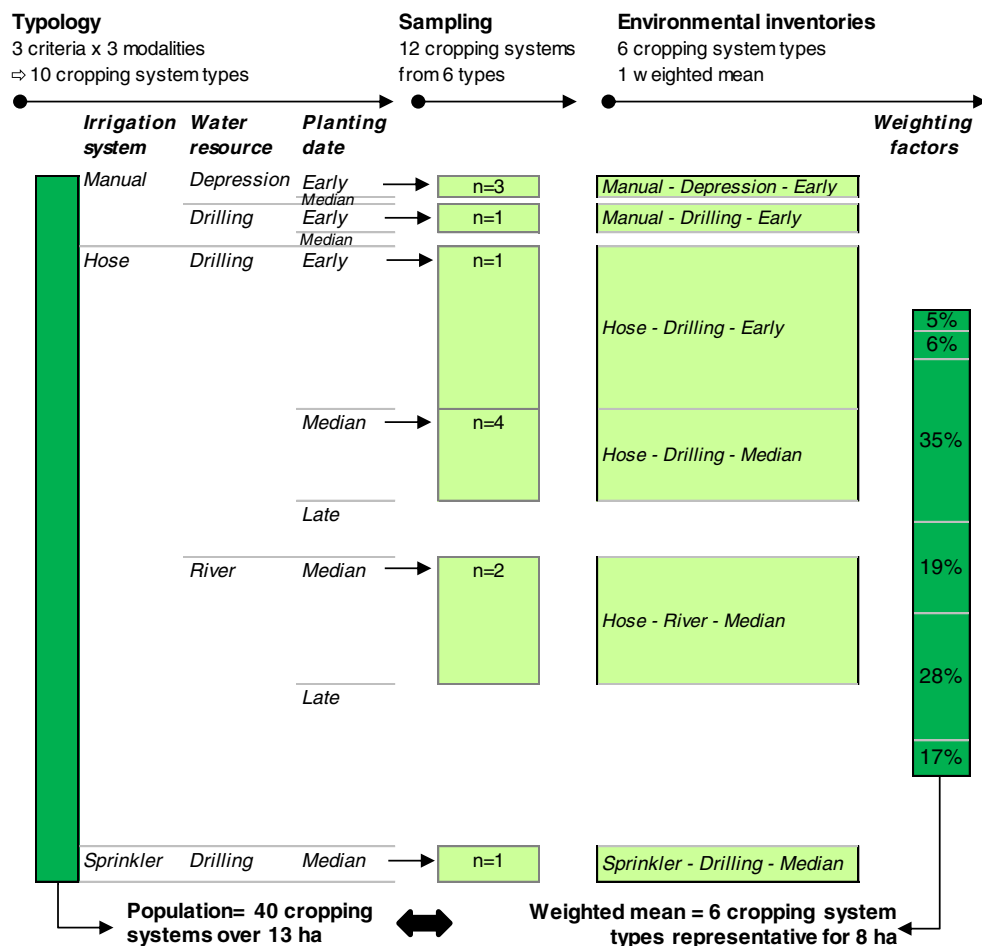 Typology
3 criteria x 3 modalities
⇨ 10 cropping system types
Sampling
12 cropping systems
from 6 types
Environmental inventories
6 cropping system types
1 w eighted mean
Irrigation
system
Water
resource
Planting
date
Weighting
factors
Manual
Depression
Early
n=3
Manual - Depression - Early
Median
Drilling
Early
n=1
Manual - Drilling - Early
Median
Hose
Drilling
Early
n=1
Hose - Drilling - Early
Median
n=4
Hose - Drilling - Median
Late
River
Median
n=2
Hose - River - Median
Late
Sprinkler
Drilling
Median
n=1
Sprinkler - Drilling - Median
5%
6%
35%
19%
28%
17%
Population= 40 cropping
systems over 13 ha
Weighted mean = 6 cropping system
types representative for 8 ha